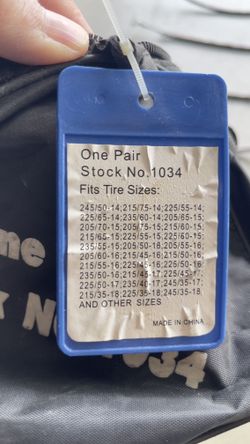 One Pair
Stock No.1034
Fits Tire Sizes:
245/50-14;215/75-14;225/55-14;
225/65-14;235/60-14;205/65-15;
205/70-15;205/75-15;215/60-15;
215/65-15;225/55-15;225/60-15;
235/55-15;205/50-16;205/55-16;
205/60-16;215/45-16;215/50-16;
215/55-16;225/45-16;225/50-16;
235/50-16;215/45-17;225/45-17;
225/50-17;235/40-17;245/35-17;
215/35-18;225/35-18;245/35-18
AND OTHER SIZES
MADE IN CHINA
1034